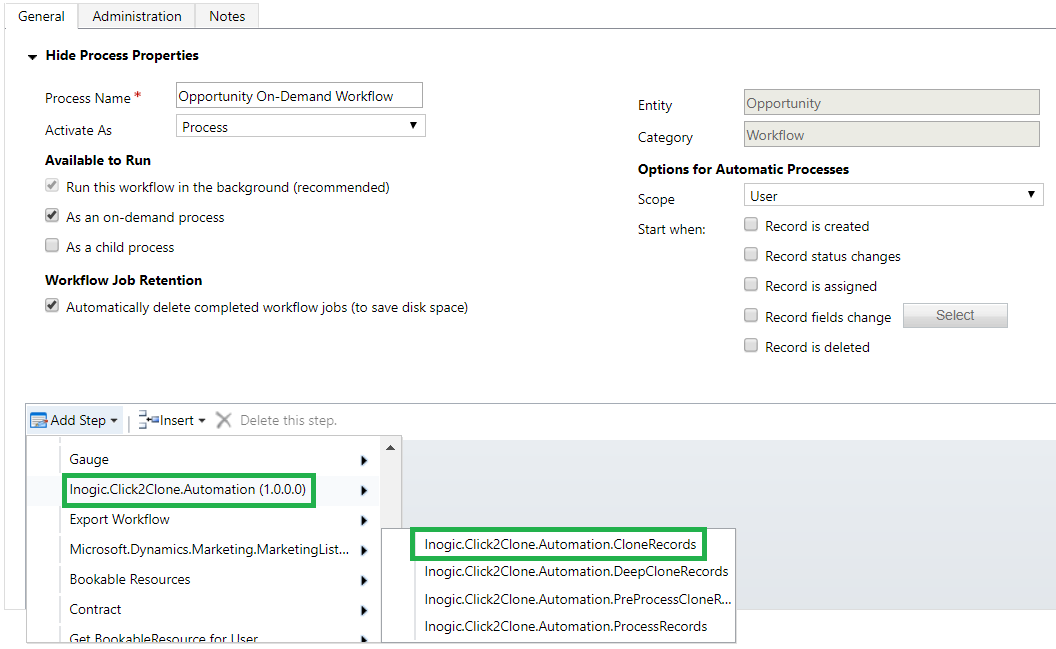 General Administration Notes
Hide Process Properties
Process Name * Opportunity On-Demand Workflow
Activate As Process
Available to Run
Run this workflow in the background (recommended)
As an on-demand process
As a child process
Workflow Job Retention
Automatically delete completed workflow jobs (to save disk space)
Entity Opportunity
Category Workflow
Options for Automatic Processes
Scope User
Start when: Record is created
Record status changes
Record is assigned
Record fields change Select
Record is deleted
Add Step Insert Delete this step.
Gauge
Inogic.Click2Clone.Automation (1.0.0.0)
Export Workflow
Microsoft.Dynamics.Marketing.MarketingList...
Bookable Resources
Contract
Get BookableResource for User
Inogic.Click2Clone.Automation.CloneRecords
Inogic.Click2Clone.Automation.DeepCloneRecords
Inogic.Click2Clone.Automation.PreProcessCloneR...
Inogic.Click2Clone.Automation.ProcessRecords